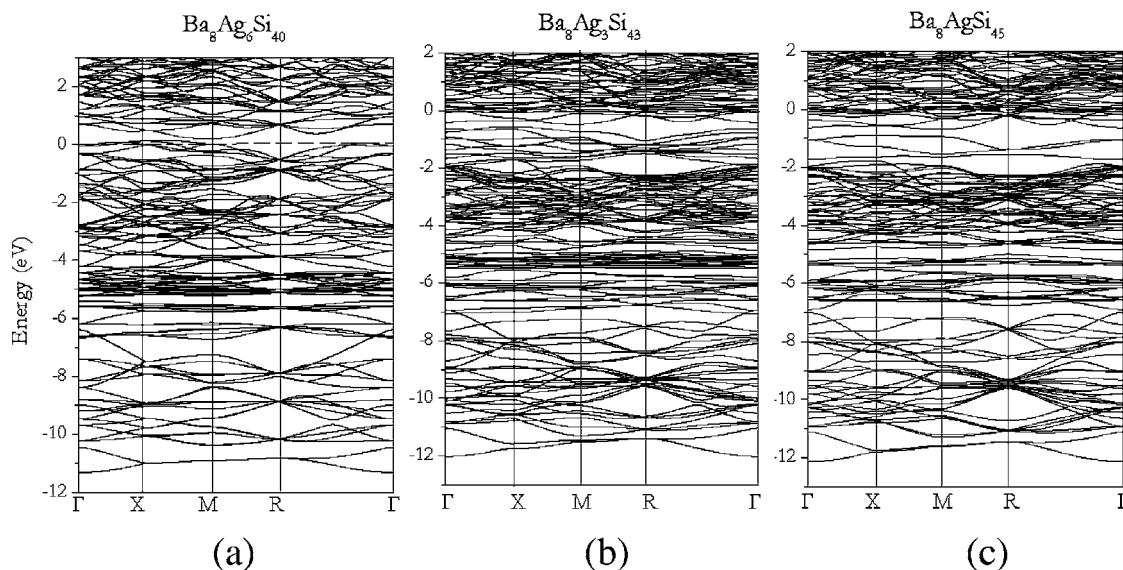 Ba₈Ag₆Si₄₀
Ba₈Ag₃Si₄₃
Ba₈AgSi₄₅
Energy (eV)
2
0
-2
-4
-6
-8
-10
-12
Γ X M R Γ
(a)
2
0
-2
-4
-6
-8
-10
-12
Γ X M R Γ
(b)
2
0
-2
-4
-6
-8
-10
-12
Γ X M R Γ
(c)